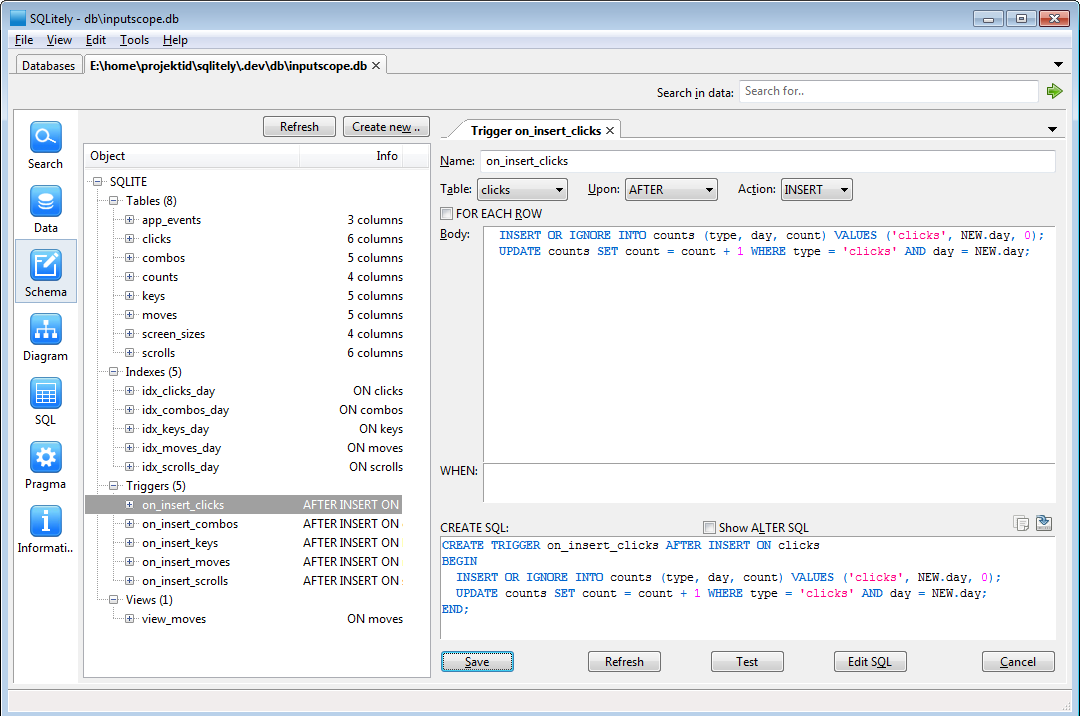 SQLitely - db\inputscope.db
File View Edit Tools Help
Databases E:\home\projektid\sqlitely\.dev\db\inputscope.db
Search in data: Search for..
Search
Data
Schema
Diagram
SQL
Pragma
Informati..
Refresh Create new ..
Object Info
SQLITE
Tables (8)
app_events 3 columns
clicks 6 columns
combos 5 columns
counts 4 columns
keys 5 columns
moves 5 columns
screen_sizes 4 columns
scrolls 6 columns
Indexes (5)
idx_clicks_day ON clicks
idx_combos_day ON combos
idx_keys_day ON keys
idx_moves_day ON moves
idx_scrolls_day ON scrolls
Triggers (5)
on_insert_clicks AFTER INSERT ON
on_insert_combos AFTER INSERT ON
on_insert_keys AFTER INSERT ON
on_insert_moves AFTER INSERT ON
on_insert_scrolls AFTER INSERT ON
Views (1)
view_moves ON moves
Trigger on_insert_clicks
Name: on_insert_clicks
Table: clicks Upon: AFTER Action: INSERT
FOR EACH ROW
Body: INSERT OR IGNORE INTO counts (type, day, count) VALUES ('clicks', NEW.day, 0);
UPDATE counts SET count = count + 1 WHERE type = 'clicks' AND day = NEW.day;
WHEN:
CREATE SQL: Show ALTER SQL
CREATE TRIGGER on_insert_clicks AFTER INSERT ON clicks
BEGIN
INSERT OR IGNORE INTO counts (type, day, count) VALUES ('clicks', NEW.day, 0);
UPDATE counts SET count = count + 1 WHERE type = 'clicks' AND day = NEW.day;
END;
Save Refresh Test Edit SQL Cancel